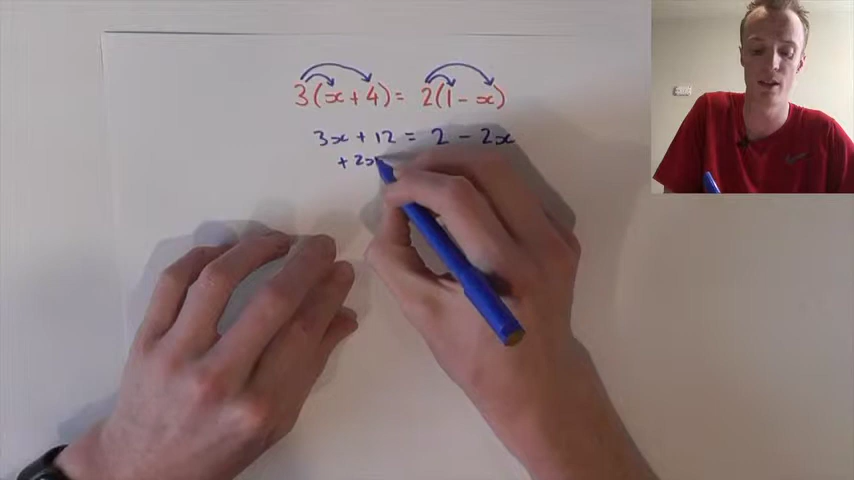 3(x + 4) = 2(1 - x)
3x + 12 = 2 - 2x
+ 2x